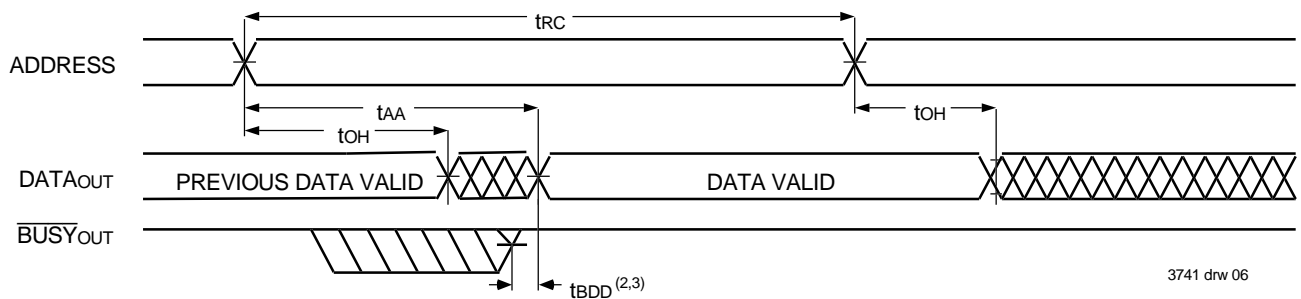 tRC
ADDRESS
tAA
tOH
tOH
DATAOUT
PREVIOUS DATA VALID
DATA VALID
BUSYOUT
tBDD (2,3)
3741 drw 06